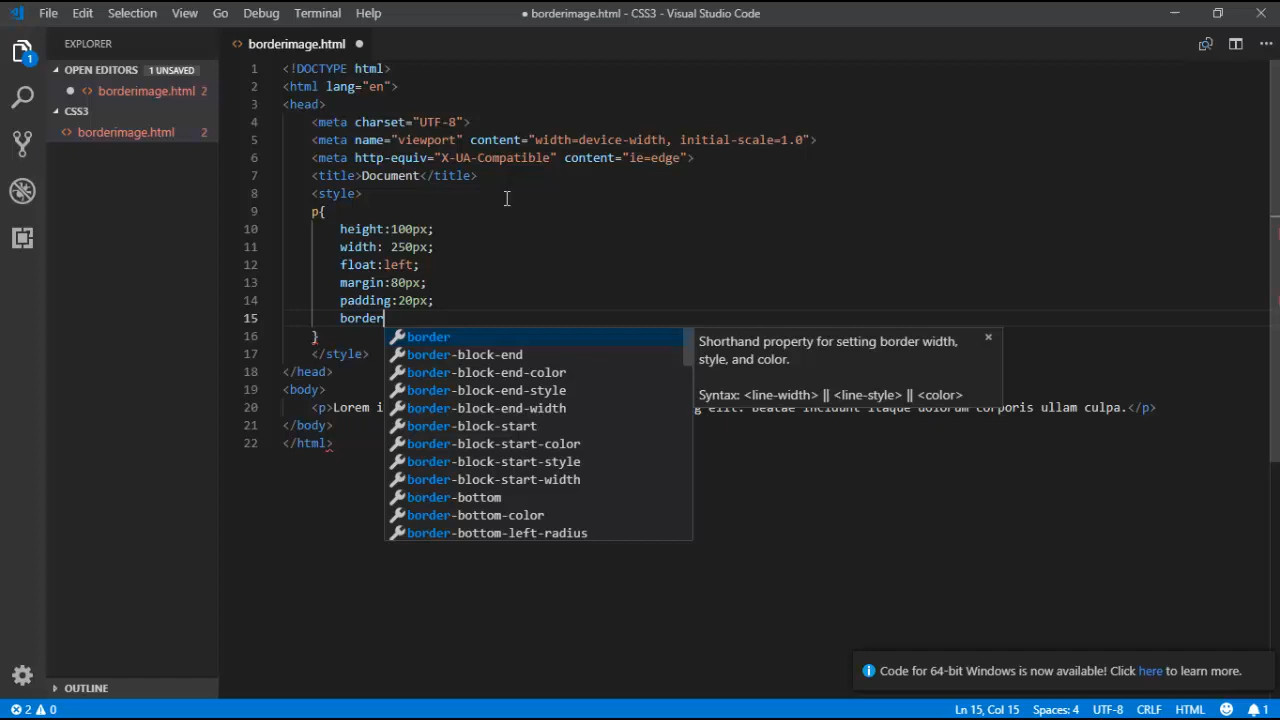 File Edit Selection View Go Debug Terminal Help
● borderimage.html - CSS3 - Visual Studio Code
EXPLORER
OPEN EDITORS 1 UNSAVED
borderimage.html 2
CSS3
borderimage.html 2
OUTLINE
1
borderimage.html
1 <!DOCTYPE html>
2 <html lang="en">
3 <head>
4 <meta charset="UTF-8">
5 <meta name="viewport" content="width=device-width, initial-scale=1.0">
6 <meta http-equiv="X-UA-Compatible" content="ie=edge">
7 <title>Document</title>
8 <style>
9 p{
10 height:100px;
11 width: 250px;
12 float:left;
13 margin:80px;
14 padding:20px;
15 border
16 }
17 </style>
18 </head>
19 <body>
20 <p>Lorem i g elit. Beatae incidunt itaque dolorum corporis ullam culpa.</p>
21 </body>
22 </html>
border
border-block-end
border-block-end-color
border-block-end-style
border-block-end-width
border-block-start
border-block-start-color
border-block-start-style
border-block-start-width
border-bottom
border-bottom-color
border-bottom-left-radius
Shorthand property for setting border width,
style, and color.
Syntax: <line-width> || <line-style> || <color>
Code for 64-bit Windows is now available! Click here to learn more.
2 0 Ln 15, Col 15 Spaces: 4 UTF-8 CRLF HTML 1